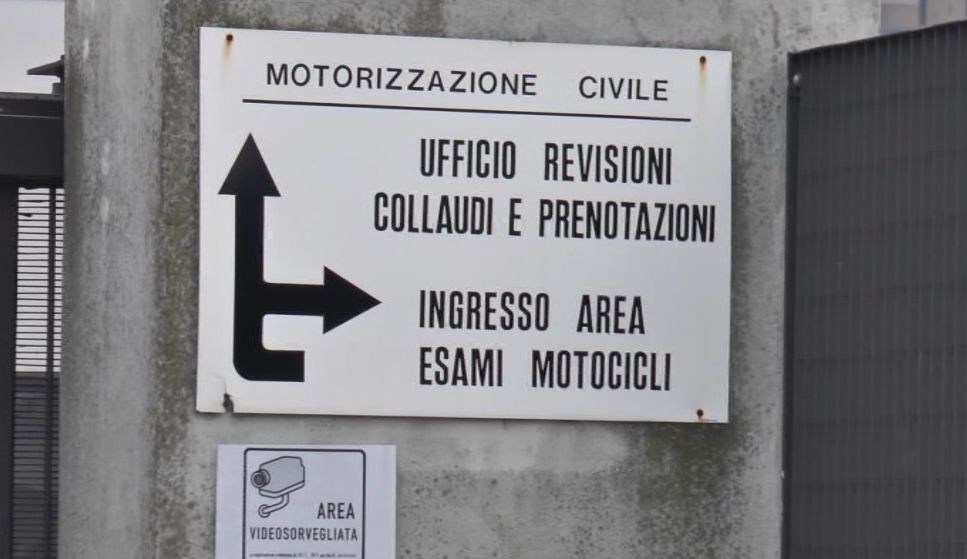 MOTORIZZAZIONE CIVILE
UFFICIO REVISIONI
COLLAUDI E PRENOTAZIONI
INGRESSO AREA
ESAMI MOTOCICLI
AREA
VIDEOSORVEGLIATA